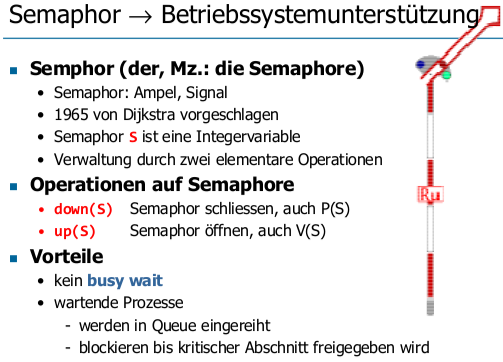 Semaphor → Betriebssystemunterstützung
Semphor (der, Mz.: die Semaphore)
Semaphor: Ampel, Signal
1965 von Dijkstra vorgeschlagen
Semaphor S ist eine Integervariable
Verwaltung durch zwei elementare Operationen
Operationen auf Semaphore
down(S) Semaphor schliessen, auch P(S)
up(S) Semaphor öffnen, auch V(S)
Vorteile
kein busy wait
wartende Prozesse
- werden in Queue eingereiht
- blockieren bis kritischer Abschnitt freigegeben wird
Ru